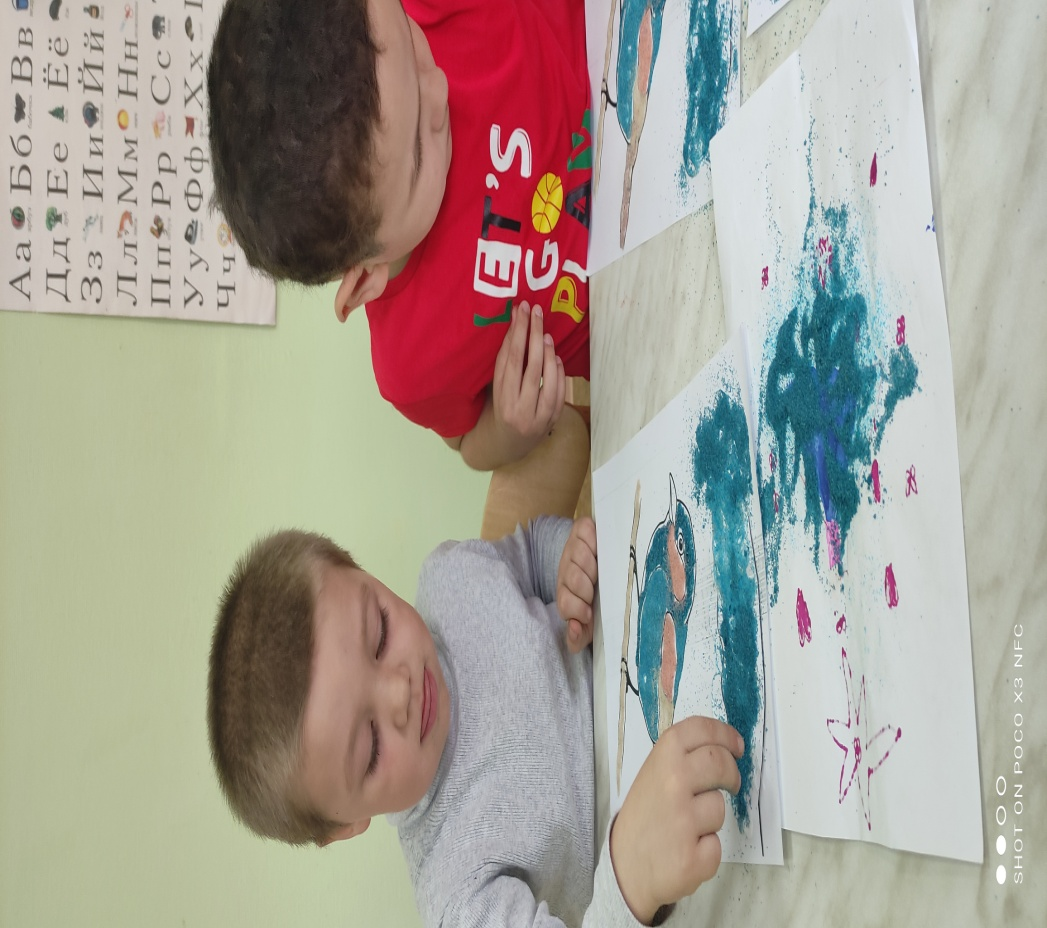 Аа Бб Вв
Дд Ее Ёё
Зз Ии Йй
Лл Мм Нн
Пп Рр Сс
Уу Фф Хх
Чч
LET'S
GO
PLAY
SHOT ON POCO X3 NFC